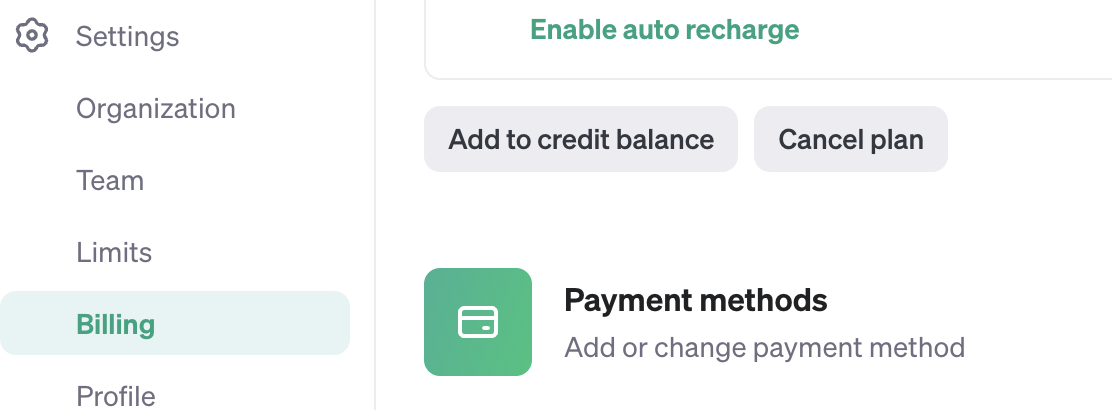 Settings
Organization
Team
Limits
Billing
Profile
Enable auto recharge
Add to credit balance
Cancel plan
Payment methods
Add or change payment method